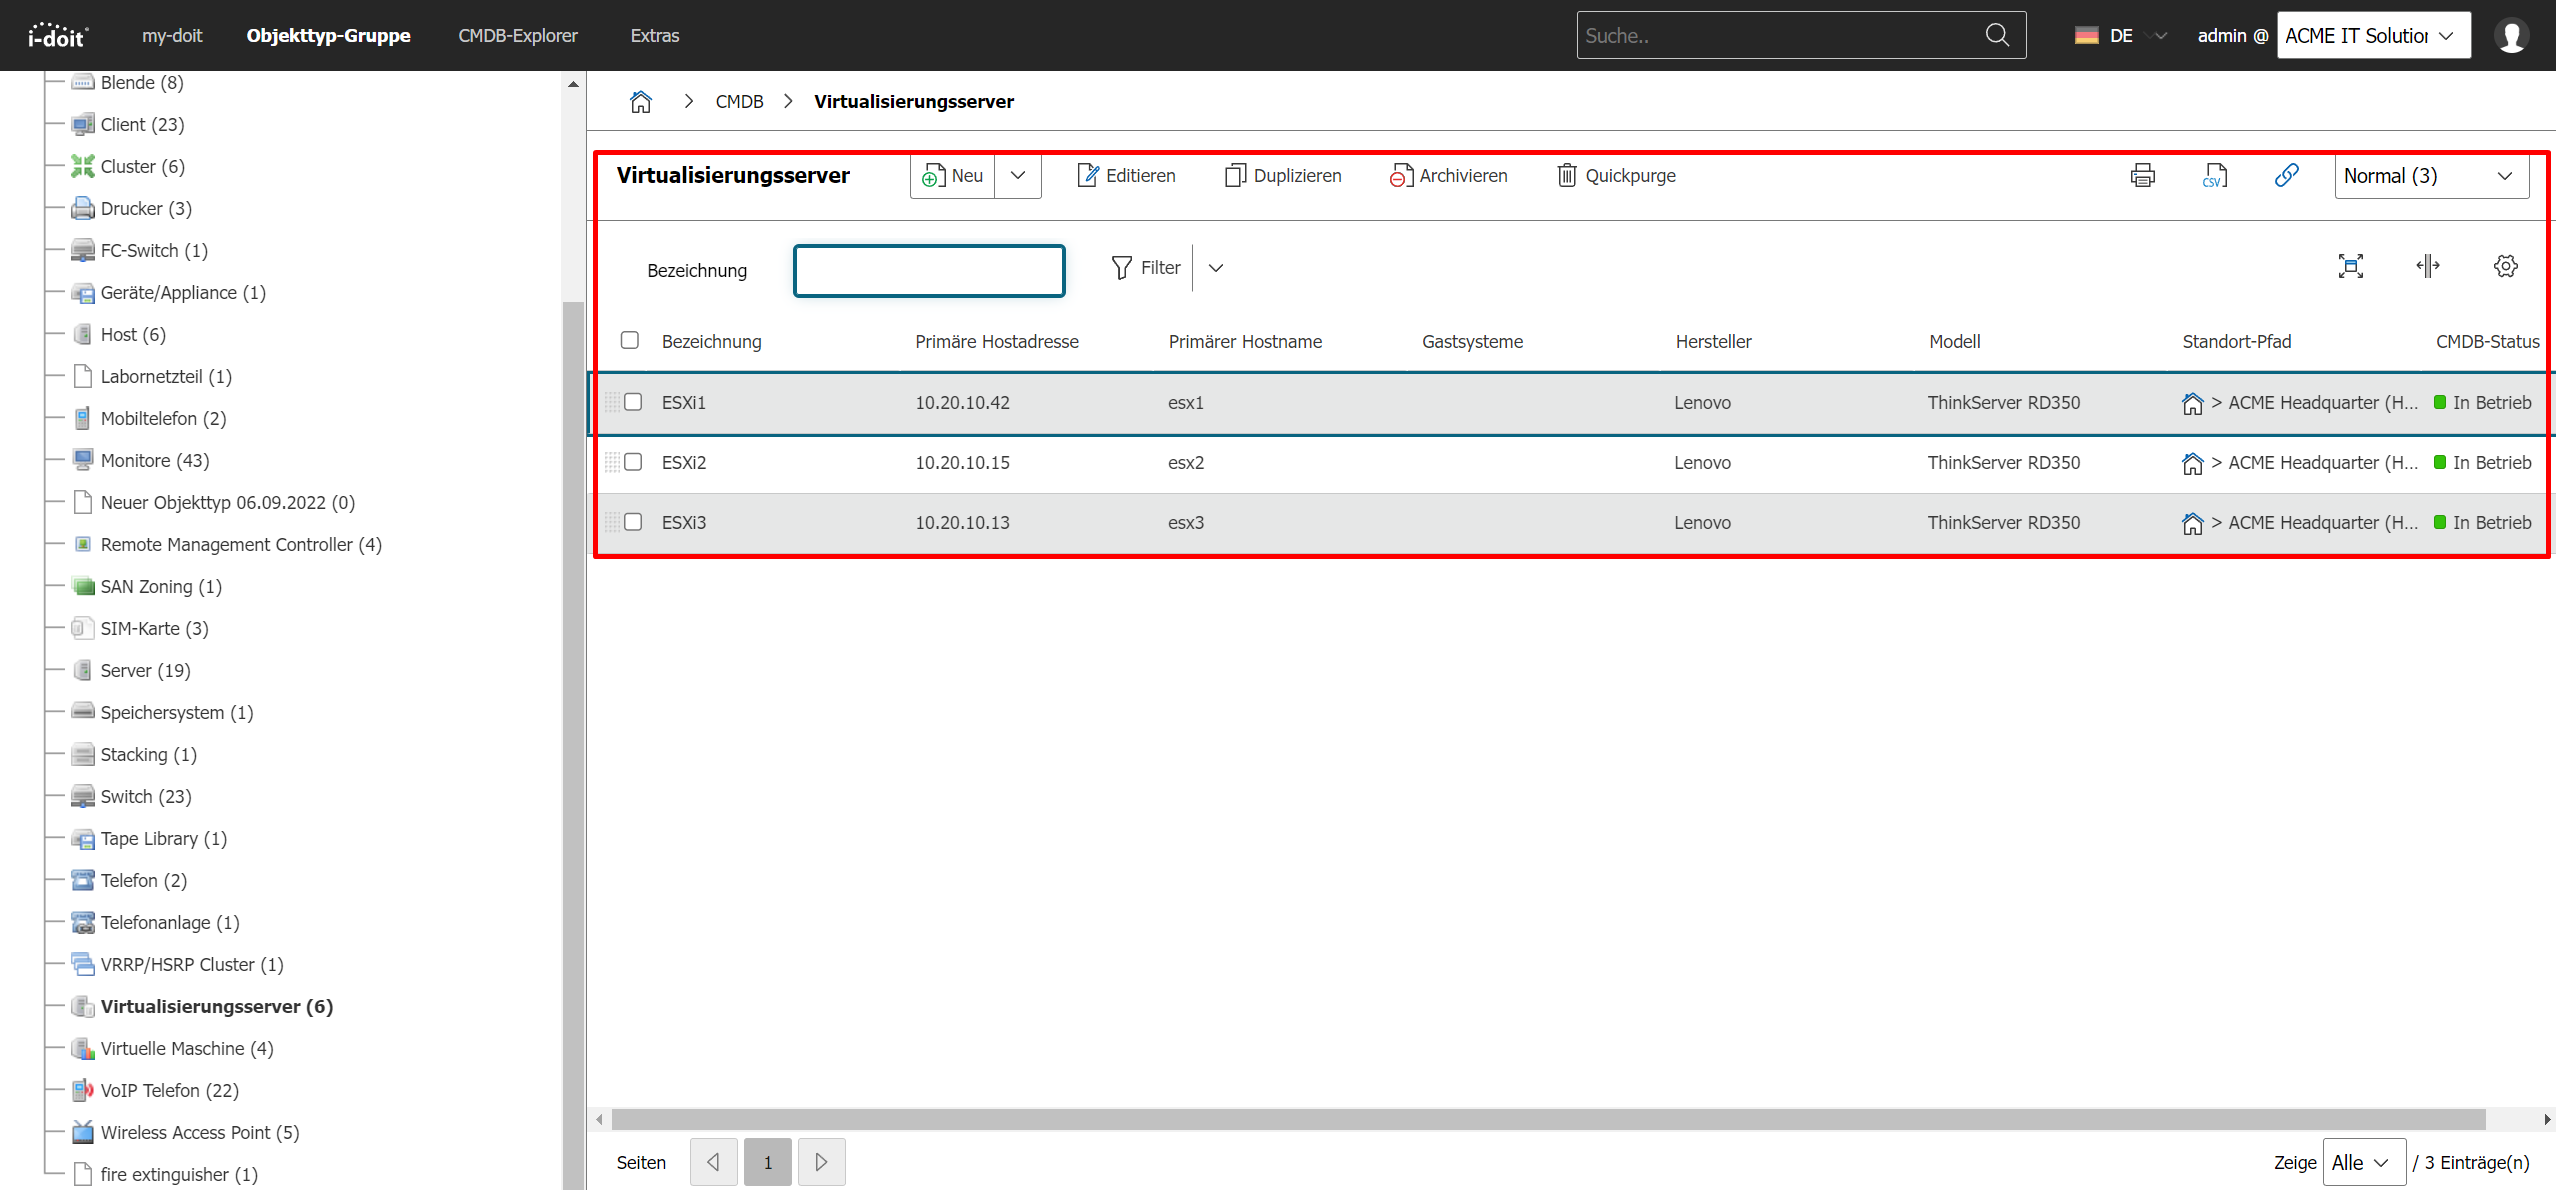 i-doit my-doit Objekttyp-Gruppe CMDB-Explorer Extras Suche.. DE admin @ ACME IT Solution
Blende (8)
Client (23)
Cluster (6)
Drucker (3)
FC-Switch (1)
Geräte/Appliance (1)
Host (6)
Labornetzteil (1)
Mobiltelefon (2)
Monitore (43)
Neuer Objekttyp 06.09.2022 (0)
Remote Management Controller (4)
SAN Zoning (1)
SIM-Karte (3)
Server (19)
Speichersystem (1)
Stacking (1)
Switch (23)
Tape Library (1)
Telefon (2)
Telefonanlage (1)
VRRP/HSRP Cluster (1)
Virtualisierungsserver (6)
Virtuelle Maschine (4)
VoIP Telefon (22)
Wireless Access Point (5)
fire extinguisher (1)
> CMDB > Virtualisierungsserver
Virtualisierungsserver Neu Editieren Duplizieren Archivieren Quickpurge CSV Normal (3)
Bezeichnung Filter
Bezeichnung Primäre Hostadresse Primärer Hostname Gastsysteme Hersteller Modell Standort-Pfad CMDB-Status
ESXi1 10.20.10.42 esx1 Lenovo ThinkServer RD350 > ACME Headquarter (H... In Betrieb
ESXi2 10.20.10.15 esx2 Lenovo ThinkServer RD350 > ACME Headquarter (H... In Betrieb
ESXi3 10.20.10.13 esx3 Lenovo ThinkServer RD350 > ACME Headquarter (H... In Betrieb
Seiten 1 Zeige Alle / 3 Einträge(n)